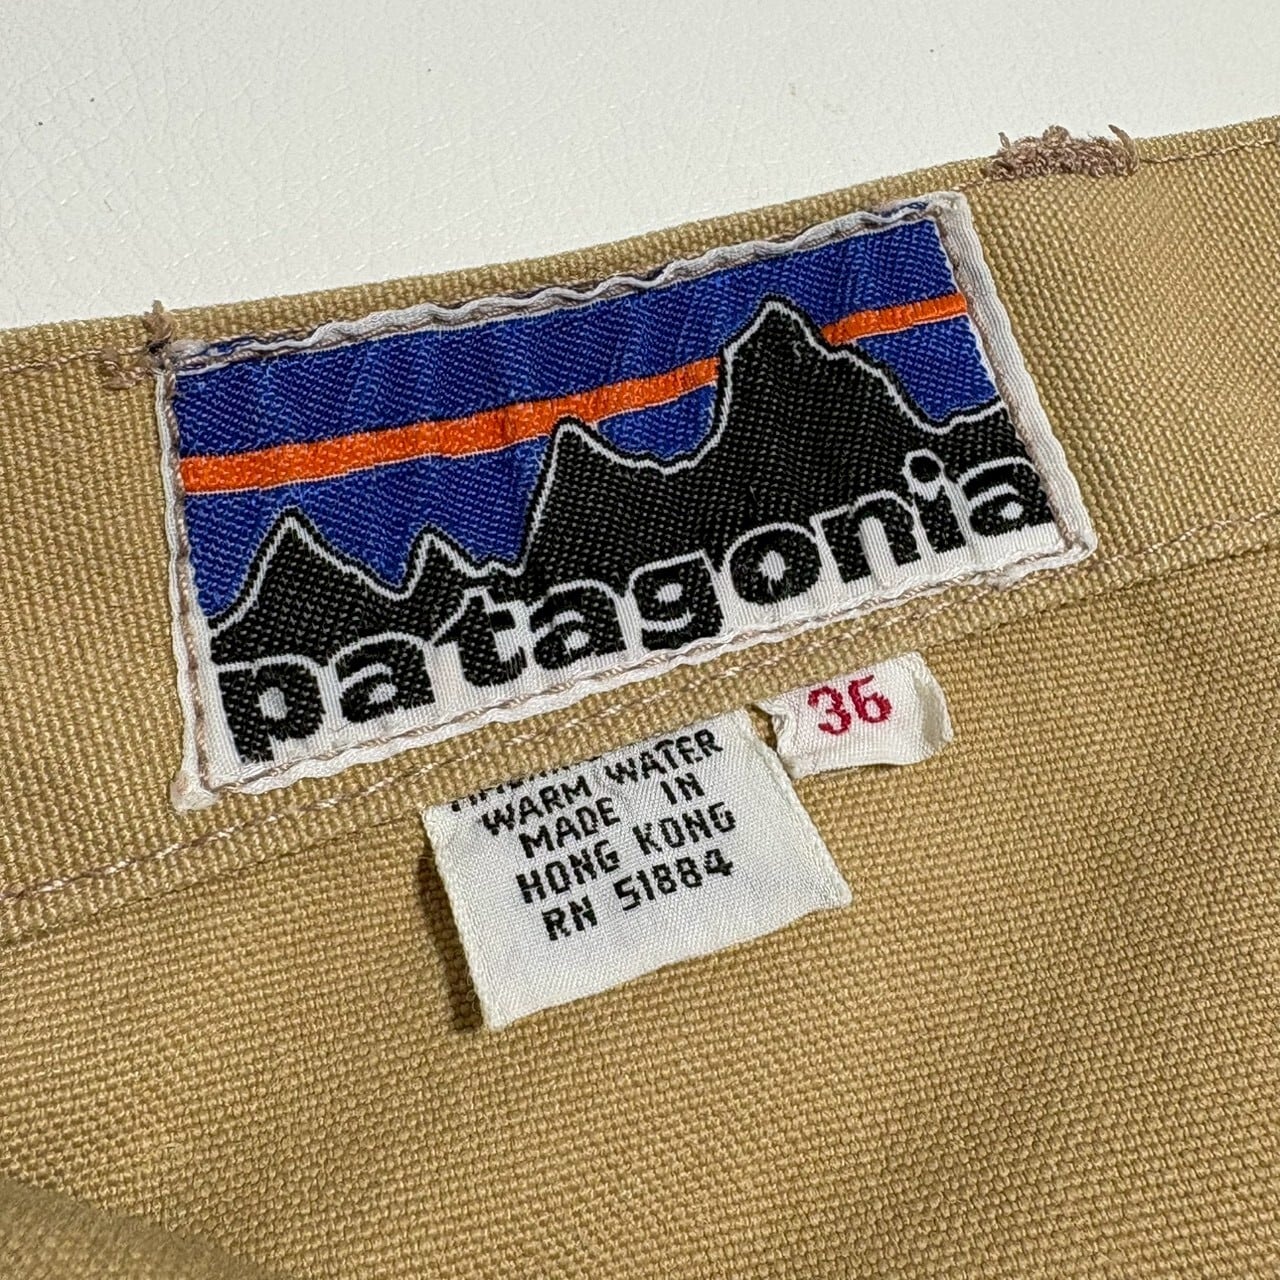 patagonia
36
WATER
WARM
MADE IN
HONG KONG
RN 51884